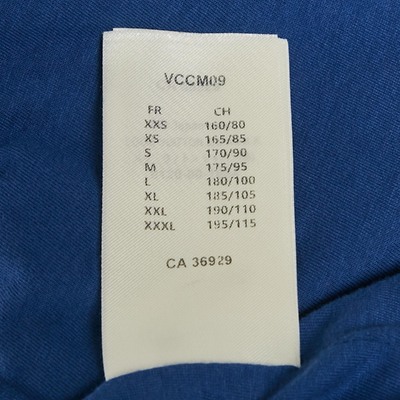 VCCM09
FR CH
XXS 160/80
XS 165/85
S 170/90
M 175/95
L 180/100
XL 185/105
XXL 190/110
XXXL 195/115
CA 36929